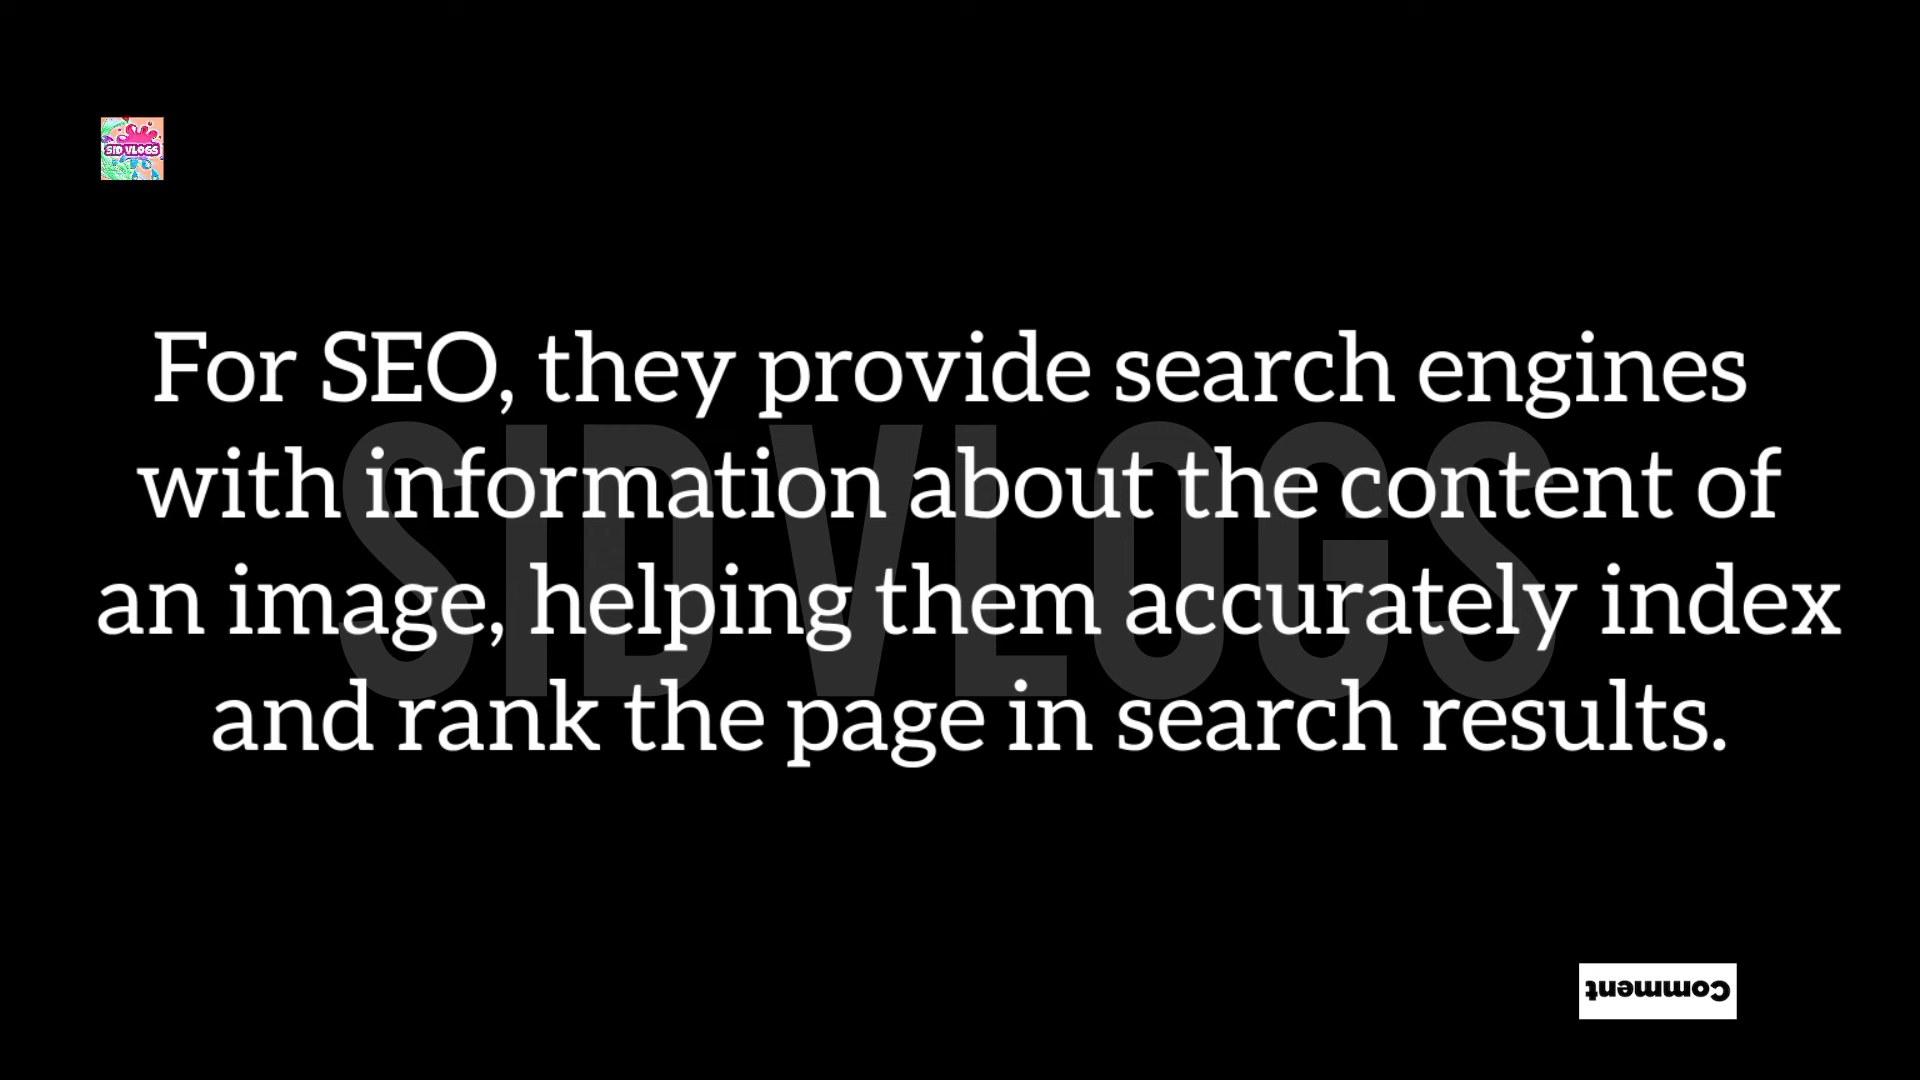 SID VLOGS
For SEO, they provide search engines
with information about the content of
an image, helping them accurately index
and rank the page in search results.
SID VLOGS
Comment